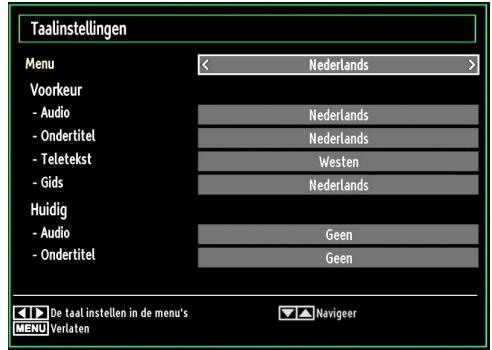 Taalinstellingen
Menu < Nederlands >
Voorkeur
- Audio Nederlands
- Ondertitel Nederlands
- Teletekst Westen
- Gids Nederlands
Huidig
- Audio Geen
- Ondertitel Geen
De taal instellen in de menu's Navigeer
MENU Verlaten